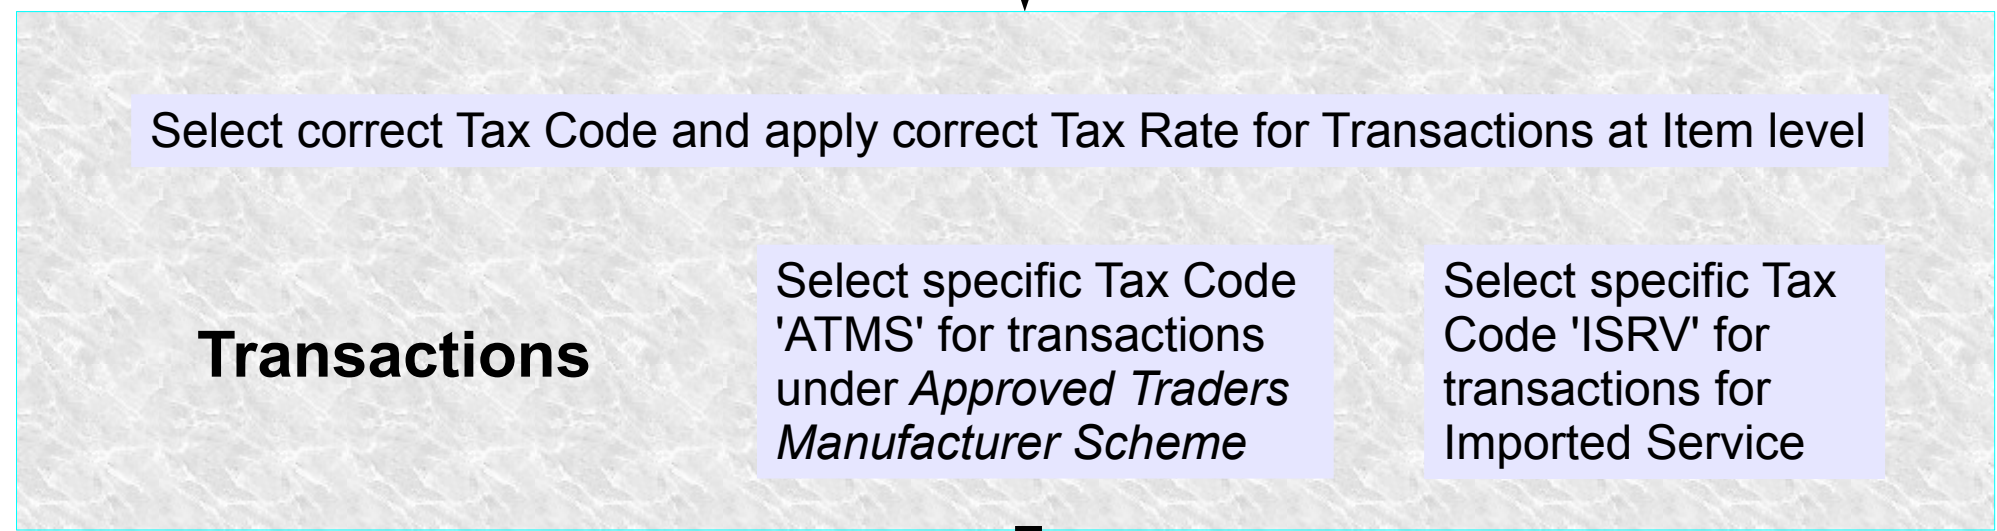 Select correct Tax Code and apply correct Tax Rate for Transactions at Item level
Transactions
Select specific Tax Code
'ATMS' for transactions
under Approved Traders
Manufacturer Scheme
Select specific Tax
Code 'ISRV' for
transactions for
Imported Service